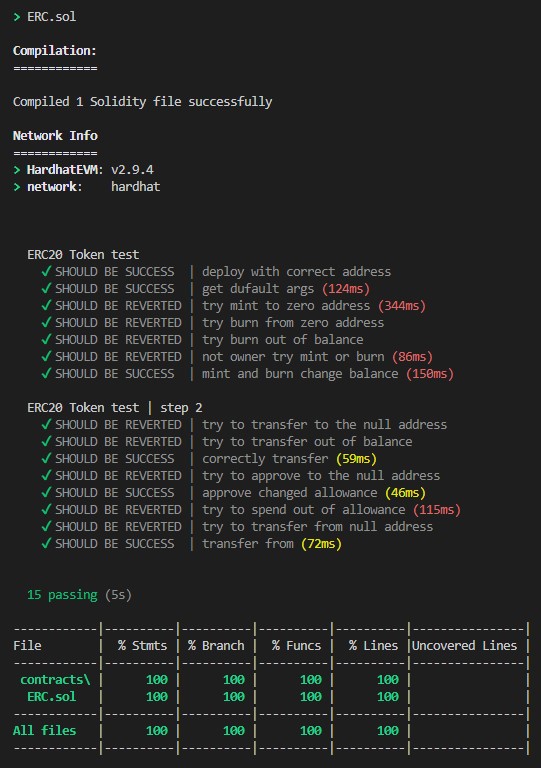 > ERC.sol
Compilation:
============
Compiled 1 Solidity file successfully
Network Info
============
> HardhatEVM: v2.9.4
> network:    hardhat
ERC20 Token test
✓ SHOULD BE SUCCESS  | deploy with correct address
✓ SHOULD BE SUCCESS  | get dufault args (124ms)
✓ SHOULD BE REVERTED | try mint to zero address (344ms)
✓ SHOULD BE REVERTED | try burn from zero address
✓ SHOULD BE REVERTED | try burn out of balance
✓ SHOULD BE REVERTED | not owner try mint or burn (86ms)
✓ SHOULD BE SUCCESS  | mint and burn change balance (150ms)
ERC20 Token test | step 2
✓ SHOULD BE REVERTED | try to transfer to the null address
✓ SHOULD BE REVERTED | try to transfer out of balance
✓ SHOULD BE SUCCESS  | correctly transfer (59ms)
✓ SHOULD BE REVERTED | try to approve to the null address
✓ SHOULD BE SUCCESS  | approve changed allowance (46ms)
✓ SHOULD BE REVERTED | try to spend out of allowance (115ms)
✓ SHOULD BE REVERTED | try to transfer from null address
✓ SHOULD BE SUCCESS  | transfer from (72ms)
15 passing (5s)
------------|----------|----------|----------|----------|----------------|
File        |  % Stmts | % Branch |  % Funcs |  % Lines |Uncovered Lines |
------------|----------|----------|----------|----------|----------------|
 contracts\ |      100 |      100 |      100 |      100 |                |
  ERC.sol   |      100 |      100 |      100 |      100 |                |
------------|----------|----------|----------|----------|----------------|
All files   |      100 |      100 |      100 |      100 |                |
------------|----------|----------|----------|----------|----------------|